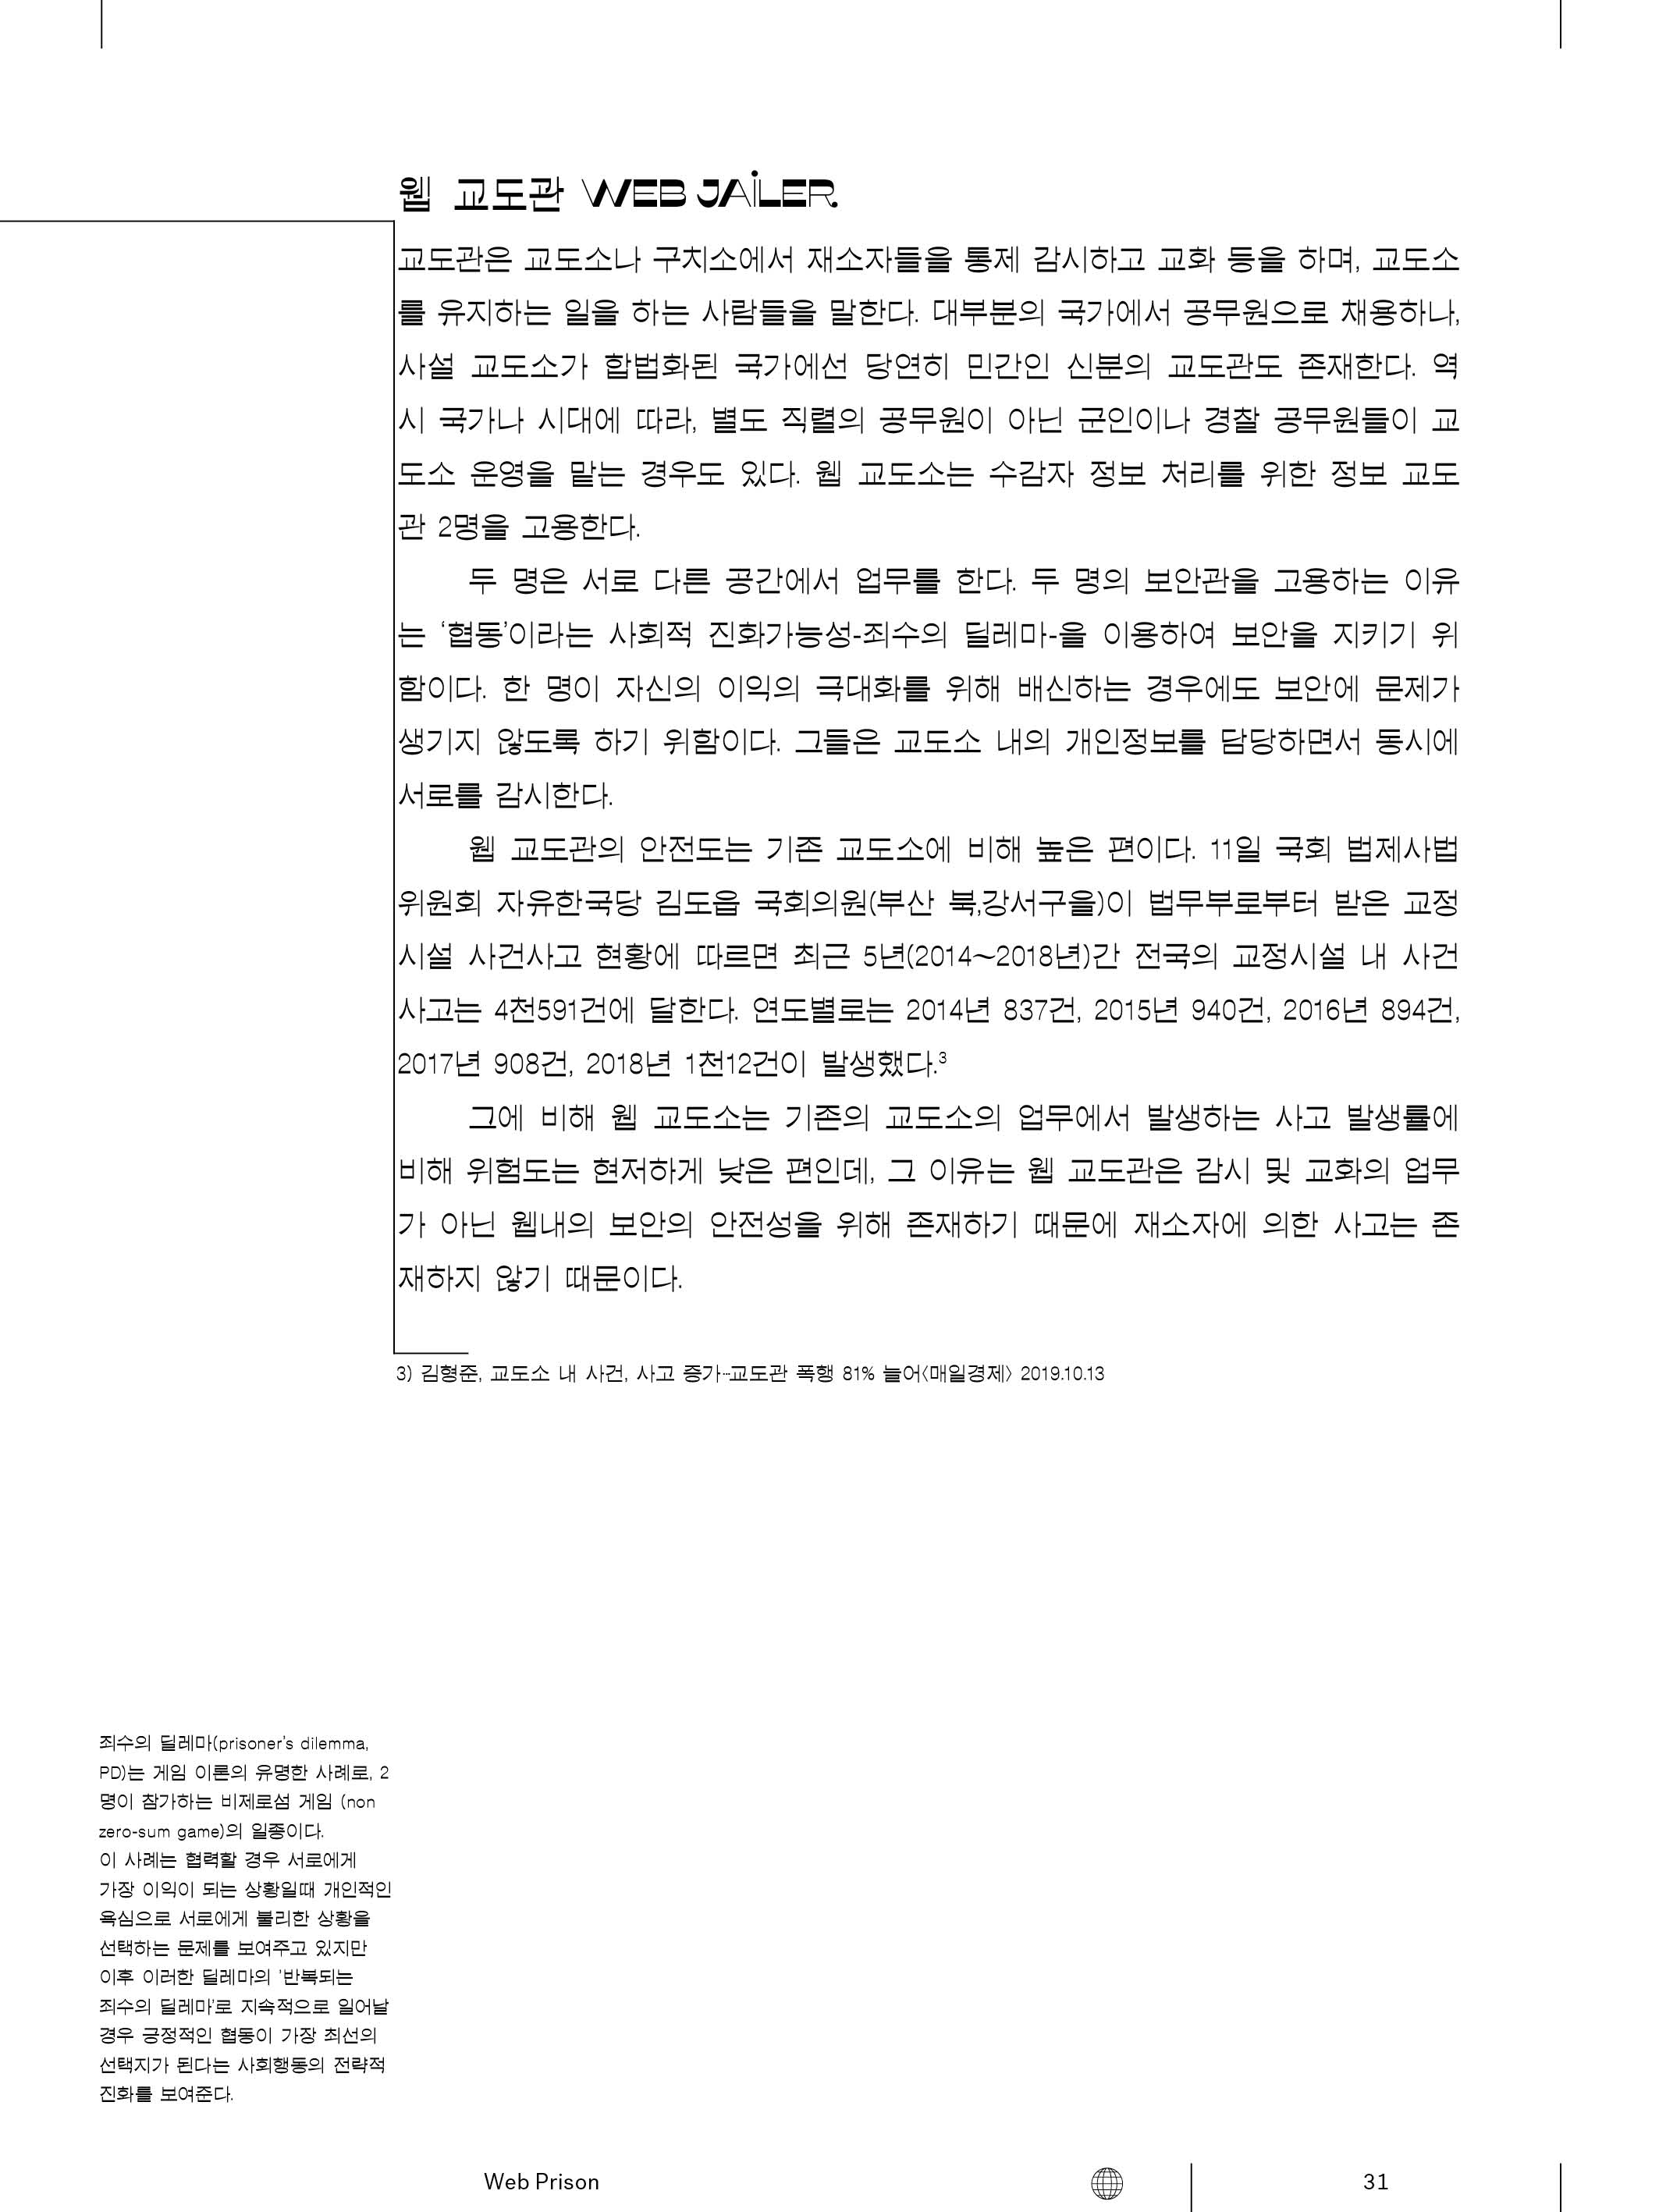 웹 교도관 WEB JAiLER.
교도관은 교도소나 구치소에서 재소자들을 통제 감시하고 교화 등을 하며, 교도소
를 유지하는 일을 하는 사람들을 말한다. 대부분의 국가에서 공무원으로 채용하나,
사설 교도소가 합법화된 국가에선 당연히 민간인 신분의 교도관도 존재한다. 역
시 국가나 시대에 따라, 별도 직렬의 공무원이 아닌 군인이나 경찰 공무원들이 교
도소 운영을 맡는 경우도 있다. 웹 교도소는 수감자 정보 처리를 위한 정보 교도
관 2명을 고용한다.
두 명은 서로 다른 공간에서 업무를 한다. 두 명의 보안관을 고용하는 이유
는 ‘협동’이라는 사회적 진화가능성-죄수의 딜레마-을 이용하여 보안을 지키기 위
함이다. 한 명이 자신의 이익의 극대화를 위해 배신하는 경우에도 보안에 문제가
생기지 않도록 하기 위함이다. 그들은 교도소 내의 개인정보를 담당하면서 동시에
서로를 감시한다.
웹 교도관의 안전도는 기존 교도소에 비해 높은 편이다. 11일 국회 법제사법
위원회 자유한국당 김도읍 국회의원(부산 북,강서구을)이 법무부로부터 받은 교정
시설 사건사고 현황에 따르면 최근 5년(2014~2018년)간 전국의 교정시설 내 사건
사고는 4천591건에 달한다. 연도별로는 2014년 837건, 2015년 940건, 2016년 894건,
2017년 908건, 2018년 1천12건이 발생했다.³
그에 비해 웹 교도소는 기존의 교도소의 업무에서 발생하는 사고 발생률에
비해 위험도는 현저하게 낮은 편인데, 그 이유는 웹 교도관은 감시 및 교화의 업무
가 아닌 웹내의 보안의 안전성을 위해 존재하기 때문에 재소자에 의한 사고는 존
재하지 않기 때문이다.
3) 김형준, 교도소 내 사건, 사고 증가…교도관 폭행 81% 늘어<매일경제> 2019.10.13
죄수의 딜레마(prisoner's dilemma,
PD)는 게임 이론의 유명한 사례로, 2
명이 참가하는 비제로섬 게임 (non
zero-sum game)의 일종이다.
이 사례는 협력할 경우 서로에게
가장 이익이 되는 상황일때 개인적인
욕심으로 서로에게 불리한 상황을
선택하는 문제를 보여주고 있지만
이후 이러한 딜레마의 '반복되는
죄수의 딜레마'로 지속적으로 일어날
경우 긍정적인 협동이 가장 최선의
선택지가 된다는 사회행동의 전략적
진화를 보여준다.
Web Prison
31